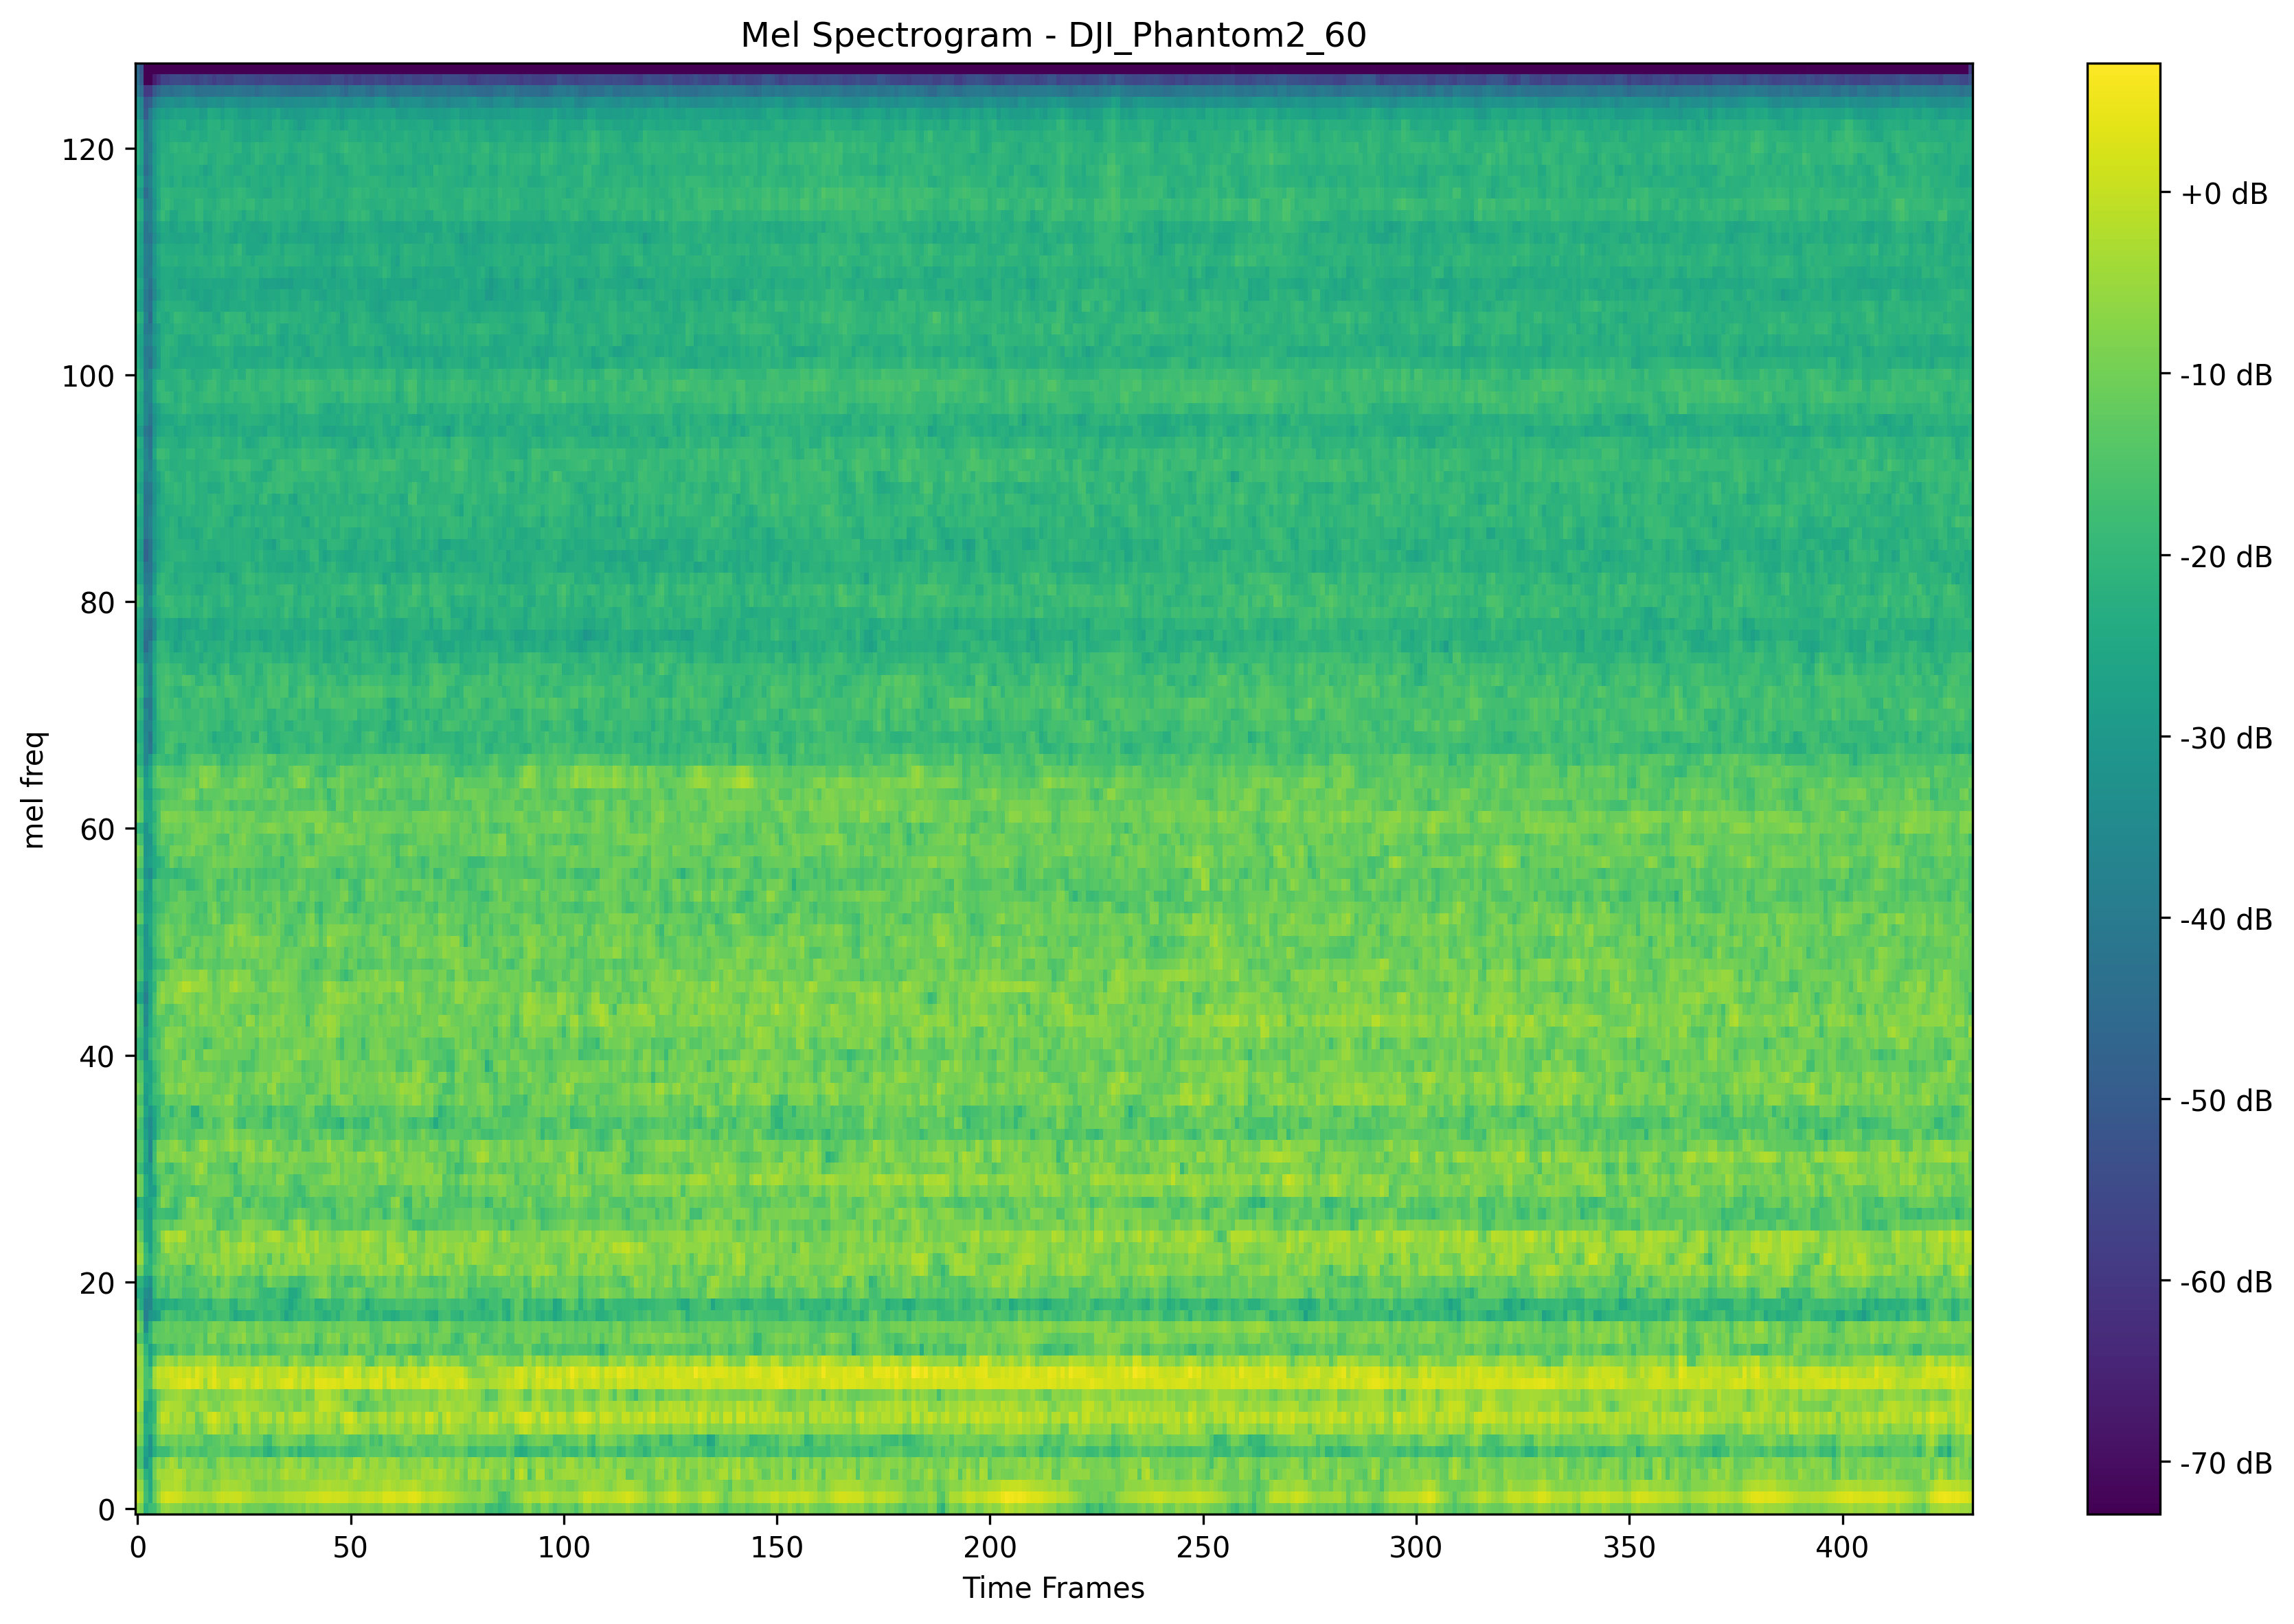 Mel Spectrogram - DJI_Phantom2_60
mel freq
120
100
80
60
40
20
0
0 50 100 150 200 250 300 350 400
Time Frames
+0 dB
-10 dB
-20 dB
-30 dB
-40 dB
-50 dB
-60 dB
-70 dB